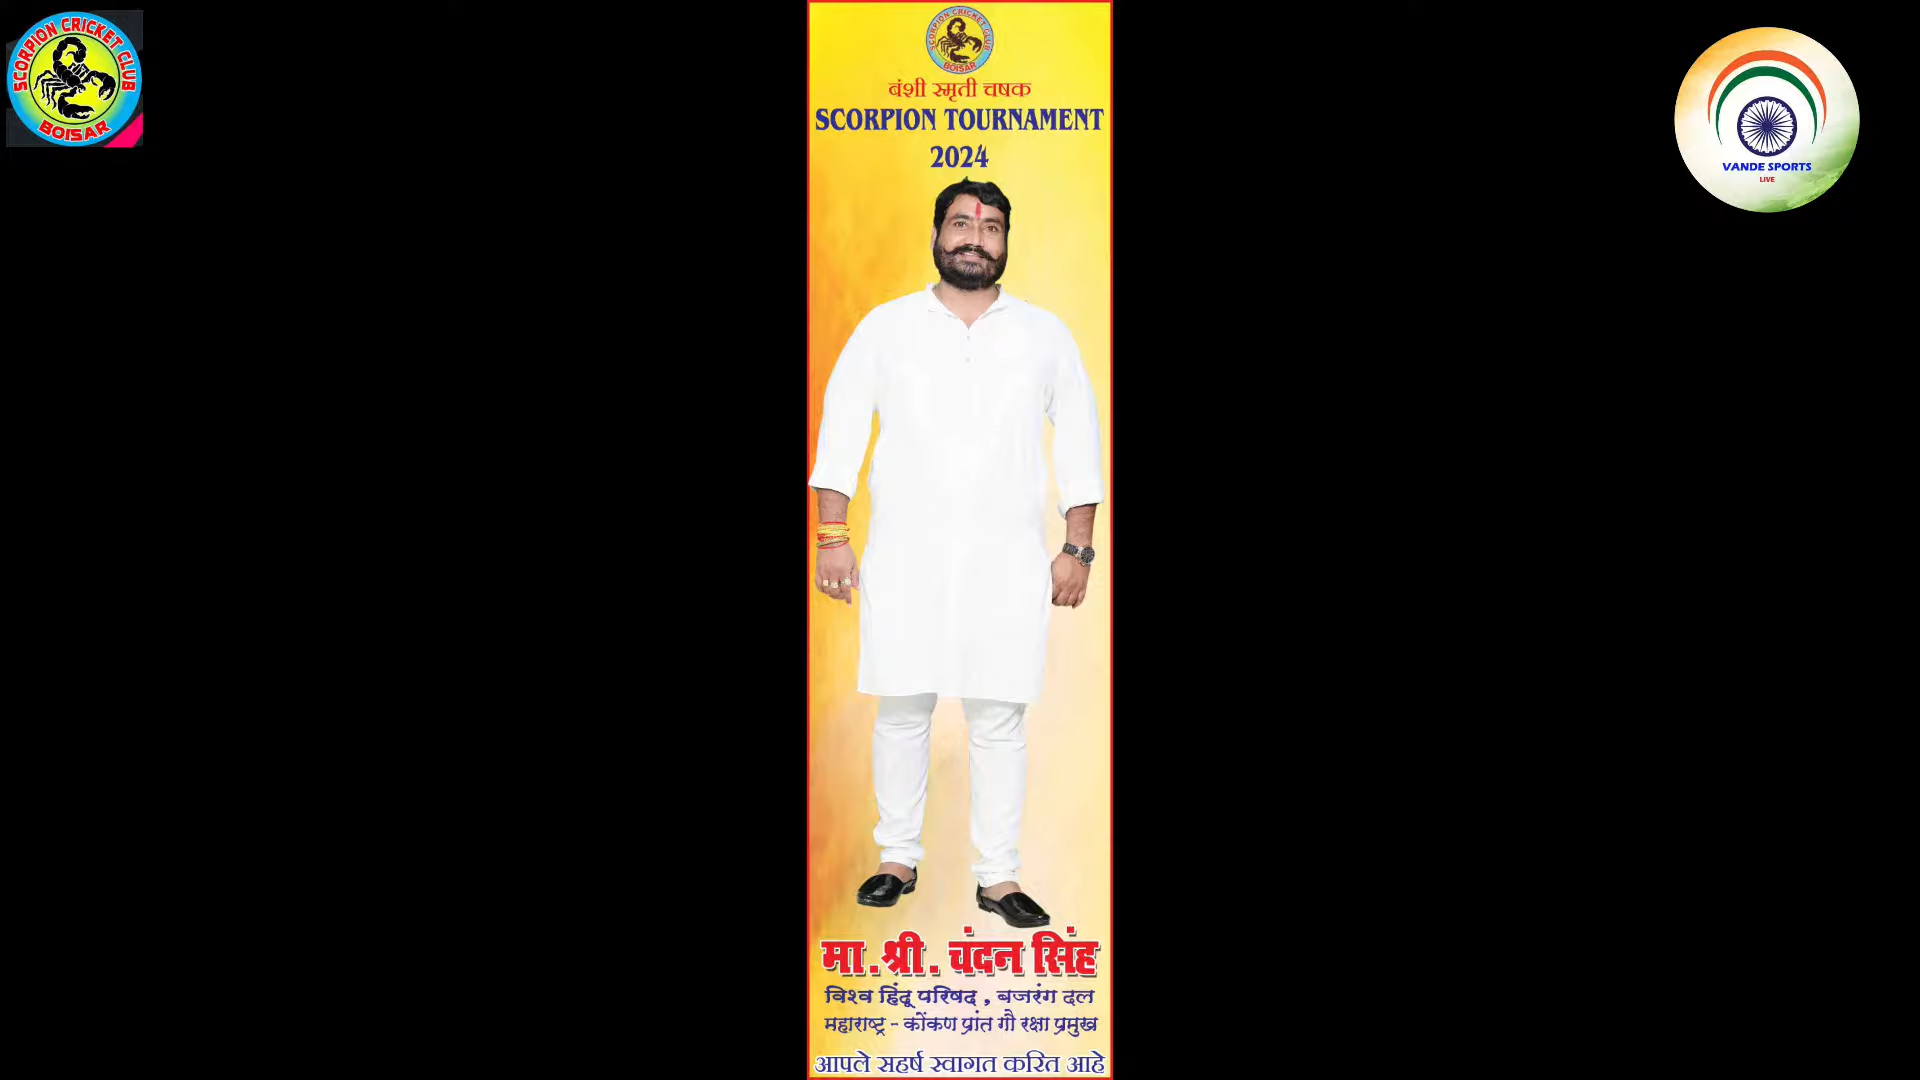 SCORPION CRICKET CLUB
BOISAR
SCORPION CRICKET CLUB
BOISAR
बंशी स्मृती चषक
SCORPION TOURNAMENT
2024
VANDE SPORTS
LIVE
मा.श्री. चंदन सिंह
विश्व हिंदू परिषद , बजरंग दल
महाराष्ट्र - कोंकण प्रांत गौ रक्षा प्रमुख
आपले सहर्ष स्वागत करित आहे